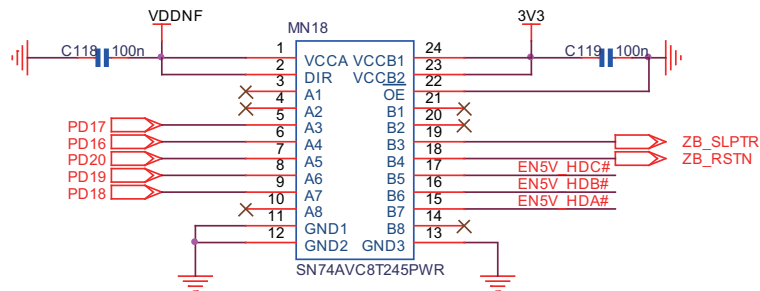 VDDNF
3V3
MN18
C118
100n
1
24
C119
100n
VCCA
VCCB1
2
23
DIR
VCCB2
3
22
A1
OE
4
21
A2
B1
5
20
PD17
A3
B2
6
19
PD16
A4
B3
ZB_SLPTR
7
18
PD20
A5
B4
ZB_RSTN
8
17
EN5V_HDC#
PD19
A6
B5
9
16
EN5V_HDB#
PD18
A7
B6
10
15
EN5V_HDA#
A8
B7
11
14
GND1
B8
12
13
GND2
GND3
SN74AVC8T245PWR